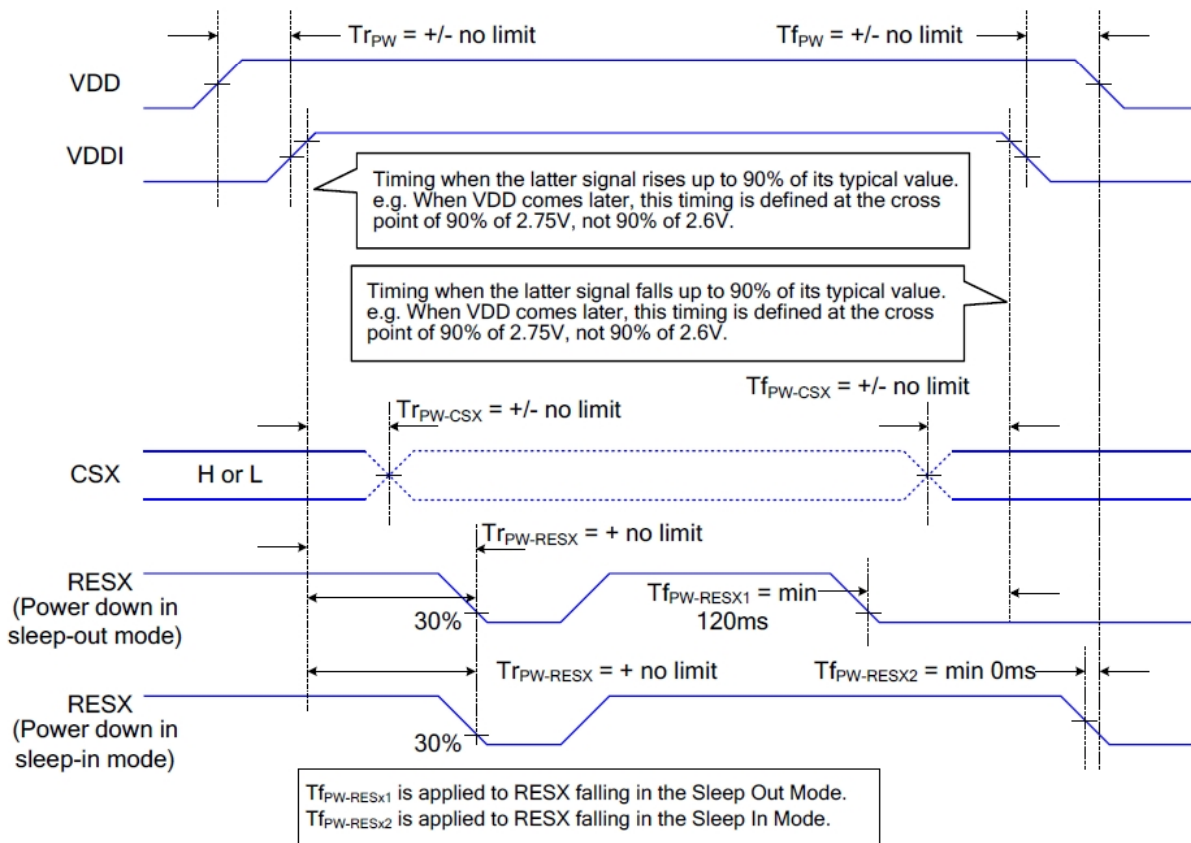 TrPW = +/- no limit
TfPW = +/- no limit
VDD
VDDI
Timing when the latter signal rises up to 90% of its typical value.
e.g. When VDD comes later, this timing is defined at the cross
point of 90% of 2.75V, not 90% of 2.6V.
Timing when the latter signal falls up to 90% of its typical value.
e.g. When VDD comes later, this timing is defined at the cross
point of 90% of 2.75V, not 90% of 2.6V.
TfPW-CSX = +/- no limit
TrPW-CSX = +/- no limit
CSX
H or L
TrPW-RESX = + no limit
RESX
(Power down in
sleep-out mode)
30%
TfPW-RESX1 = min
120ms
TrPW-RESX = + no limit
TfPW-RESX2 = min 0ms
RESX
(Power down in
sleep-in mode)
30%
TfPW-RESx1 is applied to RESX falling in the Sleep Out Mode.
TfPW-RESx2 is applied to RESX falling in the Sleep In Mode.